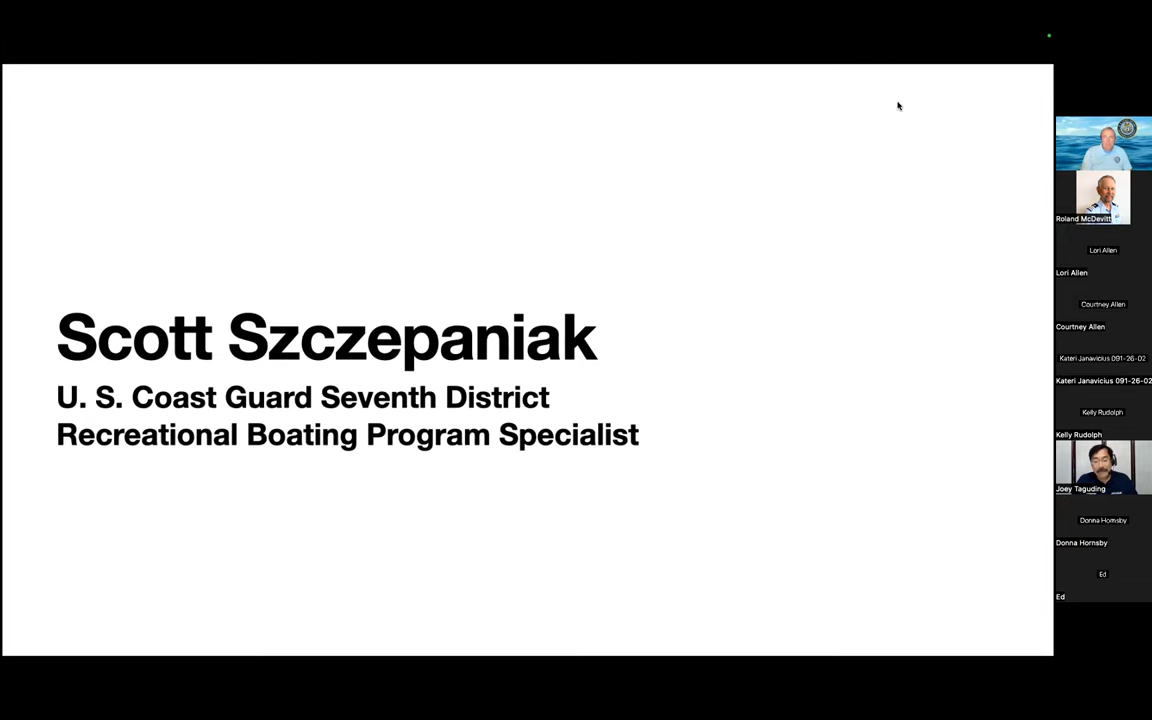 Scott Szczepaniak
U. S. Coast Guard Seventh District
Recreational Boating Program Specialist
Roland McDevitt
Lori Allen
Lori Allen
Courtney Allen
Courtney Allen
Kateri Janavicius 091-26-02
Kateri Janavicius 091-26-02
Kelly Rudolph
Kelly Rudolph
Joey Taguding
Donna Hornsby
Donna Hornsby
Ed
Ed